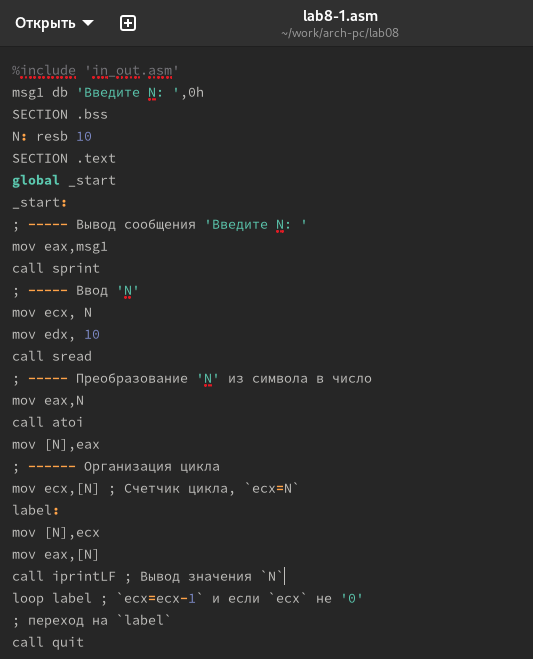 Открыть
lab8-1.asm
~/work/arch-pc/lab08
%include 'in_out.asm'
msg1 db 'Введите N: ',0h
SECTION .bss
N: resb 10
SECTION .text
global _start
_start:
; ----- Вывод сообщения 'Введите N: '
mov eax,msg1
call sprint
; ----- Ввод 'N'
mov ecx, N
mov edx, 10
call sread
; ----- Преобразование 'N' из символа в число
mov eax,N
call atoi
mov [N],eax
; ------ Организация цикла
mov ecx,[N] ; Счетчик цикла, `ecx=N`
label:
mov [N],ecx
mov eax,[N]
call iprintLF ; Вывод значения `N`
loop label ; `ecx=ecx-1` и если `ecx` не '0'
; переход на `label`
call quit